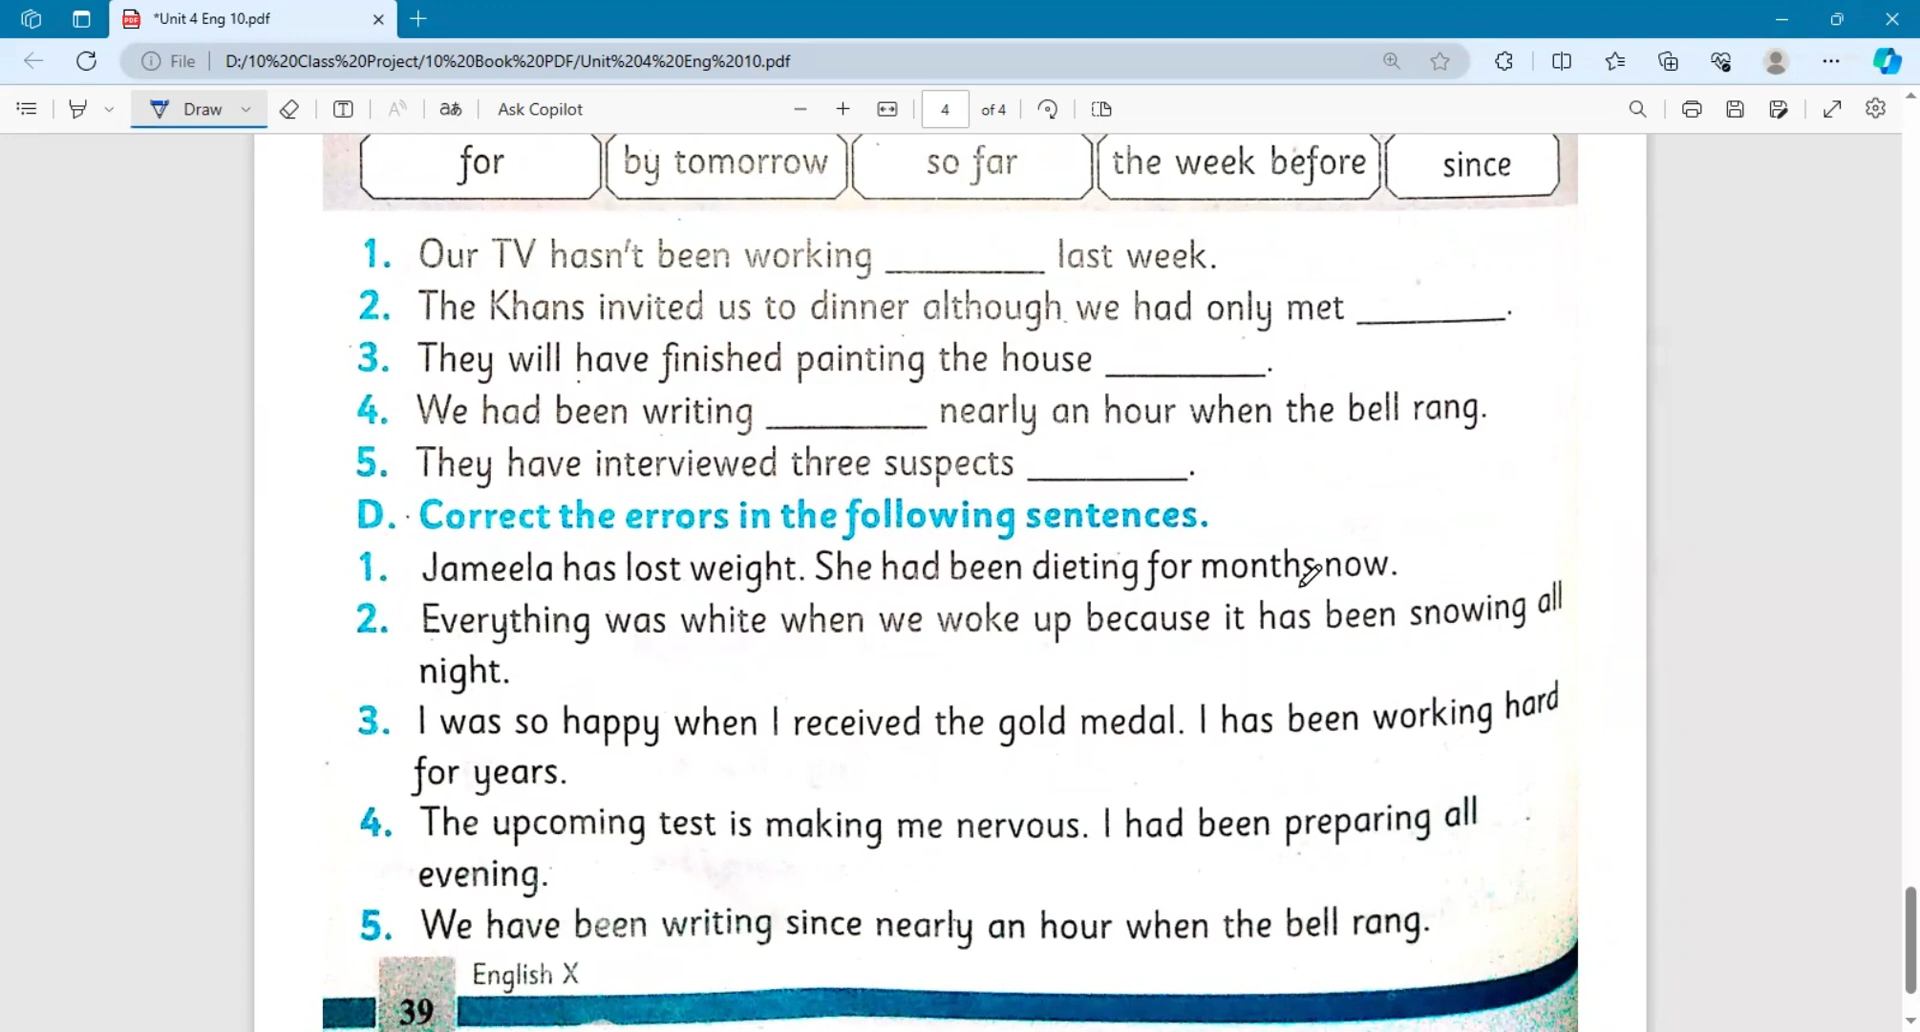 *Unit 4 Eng 10.pdf
File D:/10%20Class%20Project/10%20Book%20PDF/Unit%204%20Eng%2010.pdf
Draw aあ Ask Copilot 4 of 4
for by tomorrow so far the week before since
1. Our TV hasn't been working ________ last week.
2. The Khans invited us to dinner although we had only met ________.
3. They will have finished painting the house ________.
4. We had been writing ________ nearly an hour when the bell rang.
5. They have interviewed three suspects ________.
D. Correct the errors in the following sentences.
1. Jameela has lost weight. She had been dieting for months now.
2. Everything was white when we woke up because it has been snowing all
night.
3. I was so happy when I received the gold medal. I has been working hard
for years.
4. The upcoming test is making me nervous. I had been preparing all
evening.
5. We have been writing since nearly an hour when the bell rang.
English X
39